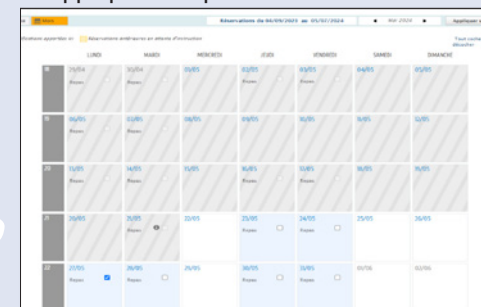 Mois Réservations du 04/09/2023 au 05/07/2024 Mai 2024
Réservations antérieures en attente d'instruction
LUNDI MARDI MERCREDI JEUDI VENDREDI SAMEDI DIMANCHE
18 29/04 30/04 01/05 02/05 03/05 04/05 05/05
Repas Repas Repas Repas
19 06/05 07/05 08/05 09/05 10/05 11/05 12/05
Repas Repas
20 13/05 14/05 15/05 16/05 17/05 18/05 19/05
Repas Repas Repas Repas
21 20/05 21/05 22/05 23/05 24/05 25/05 26/05
Repas Repas Repas
22 27/05 28/05 29/05 30/05 31/05 01/06 02/06
Repas Repas Repas Repas